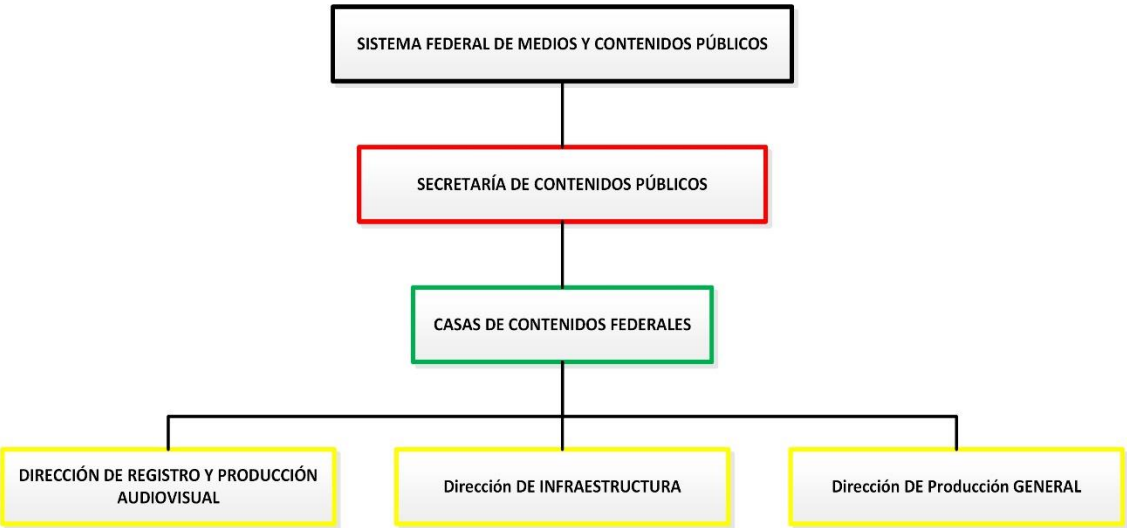 SISTEMA FEDERAL DE MEDIOS Y CONTENIDOS PÚBLICOS
SECRETARÍA DE CONTENIDOS PÚBLICOS
CASAS DE CONTENIDOS FEDERALES
DIRECCIÓN DE REGISTRO Y PRODUCCIÓN
AUDIOVISUAL
Dirección DE INFRAESTRUCTURA
Dirección DE Producción GENERAL